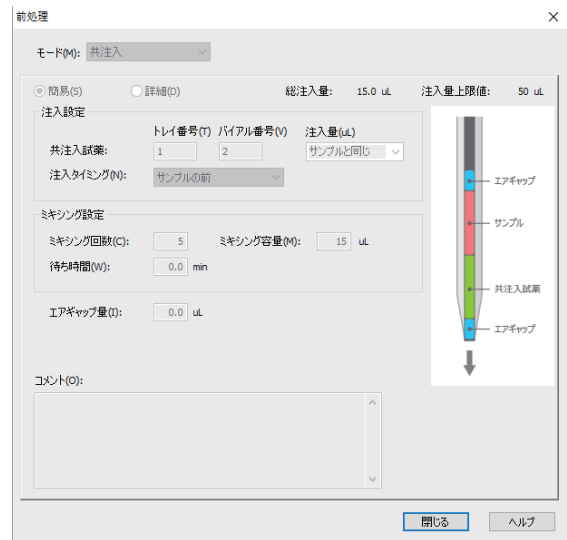 前処理
モード(M): 共注入
簡易(S) 詳細(D) 総注入量: 15.0 uL 注入量上限値: 50 uL
注入設定
トレイ番号(T) バイアル番号(V) 注入量(uL)
共注入試薬: 1 2 サンプルと同じ
注入タイミング(N): サンプルの前
ミキシング設定
ミキシング回数(C): 5 ミキシング容量(M): 15 uL
待ち時間(W): 0.0 min
エアギャップ量(I): 0.0 uL
エアギャップ
サンプル
共注入試薬
エアギャップ
コメント(O):
閉じる ヘルプ